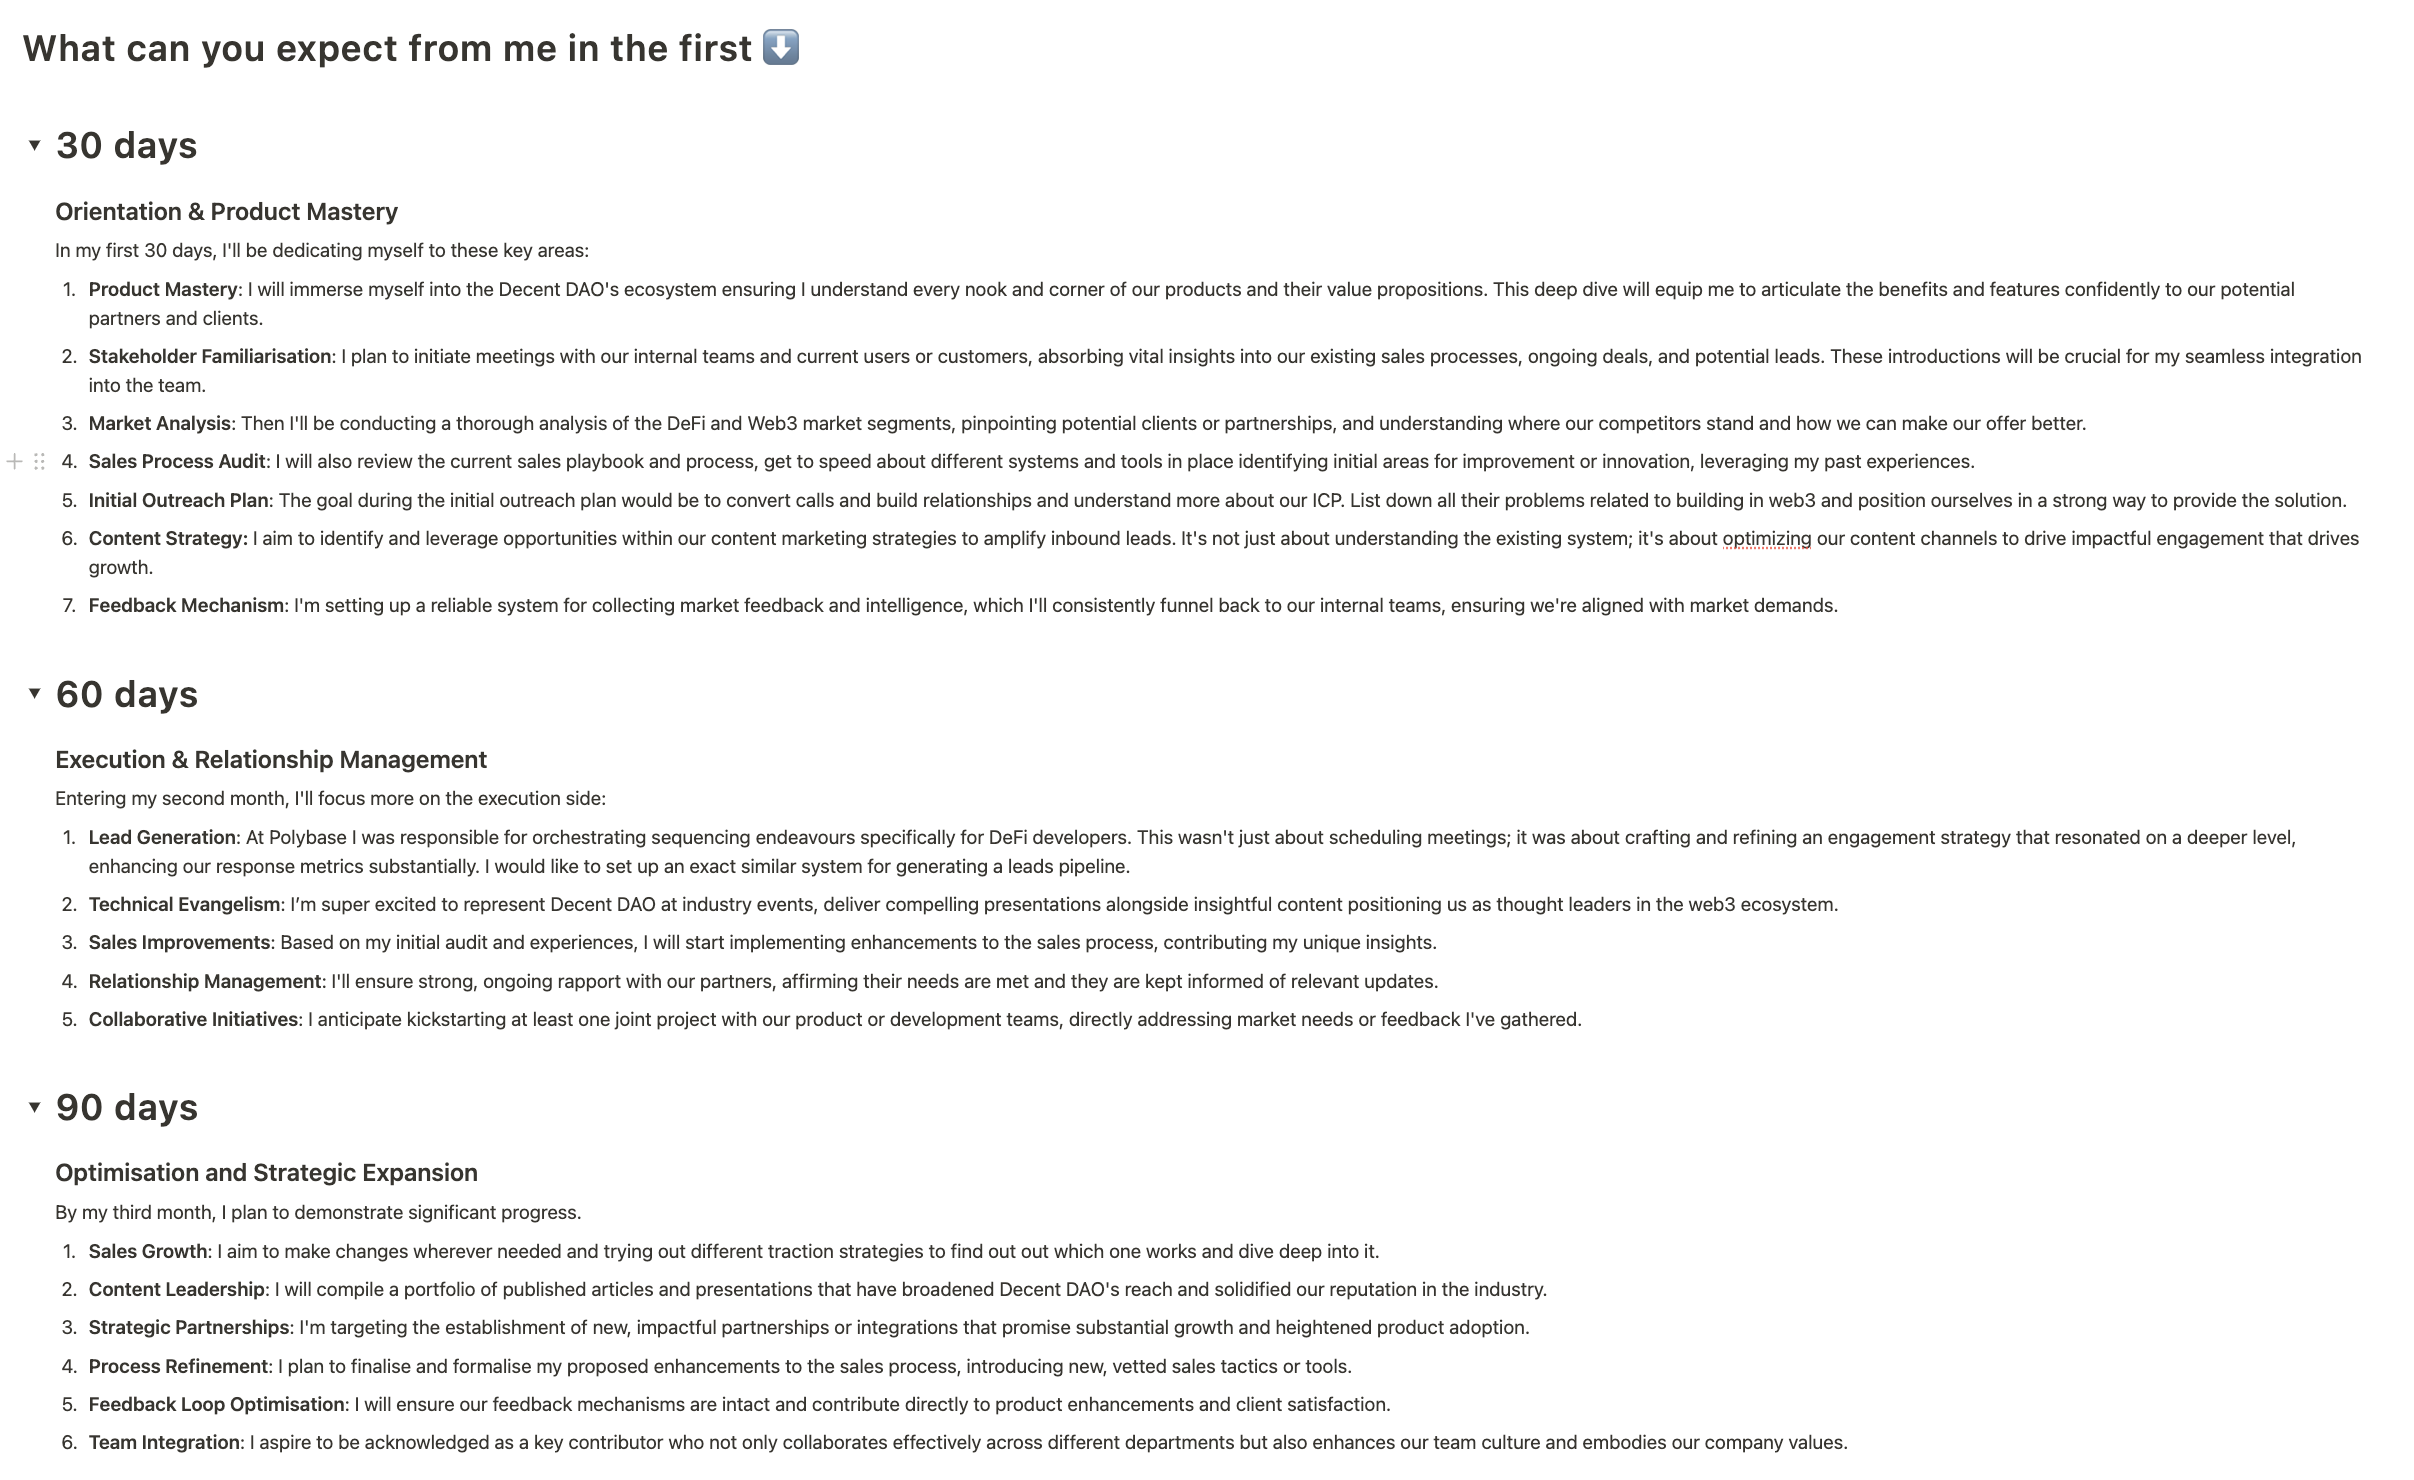 What can you expect from me in the first ⬇️
30 days
Orientation & Product Mastery
In my first 30 days, I'll be dedicating myself to these key areas:
1. Product Mastery: I will immerse myself into the Decent DAO's ecosystem ensuring I understand every nook and corner of our products and their value propositions. This deep dive will equip me to articulate the benefits and features confidently to our potential
partners and clients.
2. Stakeholder Familiarisation: I plan to initiate meetings with our internal teams and current users or customers, absorbing vital insights into our existing sales processes, ongoing deals, and potential leads. These introductions will be crucial for my seamless integration
into the team.
3. Market Analysis: Then I'll be conducting a thorough analysis of the DeFi and Web3 market segments, pinpointing potential clients or partnerships, and understanding where our competitors stand and how we can make our offer better.
4. Sales Process Audit: I will also review the current sales playbook and process, get to speed about different systems and tools in place identifying initial areas for improvement or innovation, leveraging my past experiences.
5. Initial Outreach Plan: The goal during the initial outreach plan would be to convert calls and build relationships and understand more about our ICP. List down all their problems related to building in web3 and position ourselves in a strong way to provide the solution.
6. Content Strategy: I aim to identify and leverage opportunities within our content marketing strategies to amplify inbound leads. It's not just about understanding the existing system; it's about optimizing our content channels to drive impactful engagement that drives
growth.
7. Feedback Mechanism: I'm setting up a reliable system for collecting market feedback and intelligence, which I'll consistently funnel back to our internal teams, ensuring we're aligned with market demands.
60 days
Execution & Relationship Management
Entering my second month, I'll focus more on the execution side:
1. Lead Generation: At Polybase I was responsible for orchestrating sequencing endeavours specifically for DeFi developers. This wasn't just about scheduling meetings; it was about crafting and refining an engagement strategy that resonated on a deeper level,
enhancing our response metrics substantially. I would like to set up an exact similar system for generating a leads pipeline.
2. Technical Evangelism: I’m super excited to represent Decent DAO at industry events, deliver compelling presentations alongside insightful content positioning us as thought leaders in the web3 ecosystem.
3. Sales Improvements: Based on my initial audit and experiences, I will start implementing enhancements to the sales process, contributing my unique insights.
4. Relationship Management: I'll ensure strong, ongoing rapport with our partners, affirming their needs are met and they are kept informed of relevant updates.
5. Collaborative Initiatives: I anticipate kickstarting at least one joint project with our product or development teams, directly addressing market needs or feedback I've gathered.
90 days
Optimisation and Strategic Expansion
By my third month, I plan to demonstrate significant progress.
1. Sales Growth: I aim to make changes wherever needed and trying out different traction strategies to find out out which one works and dive deep into it.
2. Content Leadership: I will compile a portfolio of published articles and presentations that have broadened Decent DAO's reach and solidified our reputation in the industry.
3. Strategic Partnerships: I'm targeting the establishment of new, impactful partnerships or integrations that promise substantial growth and heightened product adoption.
4. Process Refinement: I plan to finalise and formalise my proposed enhancements to the sales process, introducing new, vetted sales tactics or tools.
5. Feedback Loop Optimisation: I will ensure our feedback mechanisms are intact and contribute directly to product enhancements and client satisfaction.
6. Team Integration: I aspire to be acknowledged as a key contributor who not only collaborates effectively across different departments but also enhances our team culture and embodies our company values.